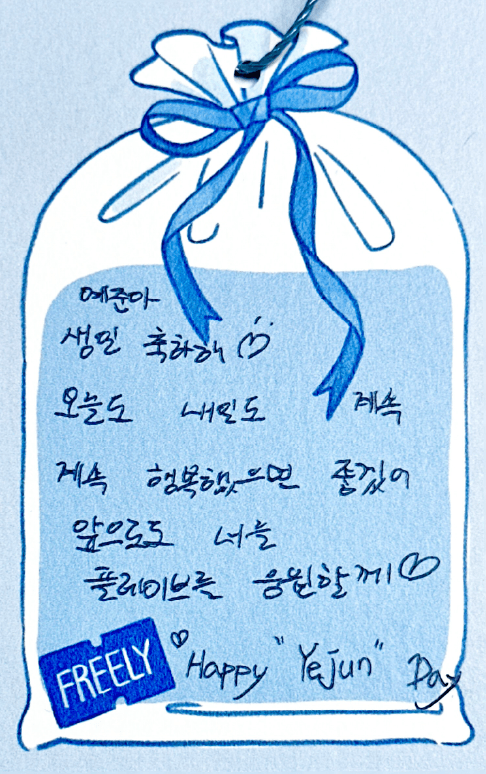 예준아
생일 축하해 ♡
오늘도 내일도 계속
계속 행복했으면 좋겠어
앞으로도 너를
플레이브를 응원할께 ♡
FREELY
♡ Happy "Yejun" Day